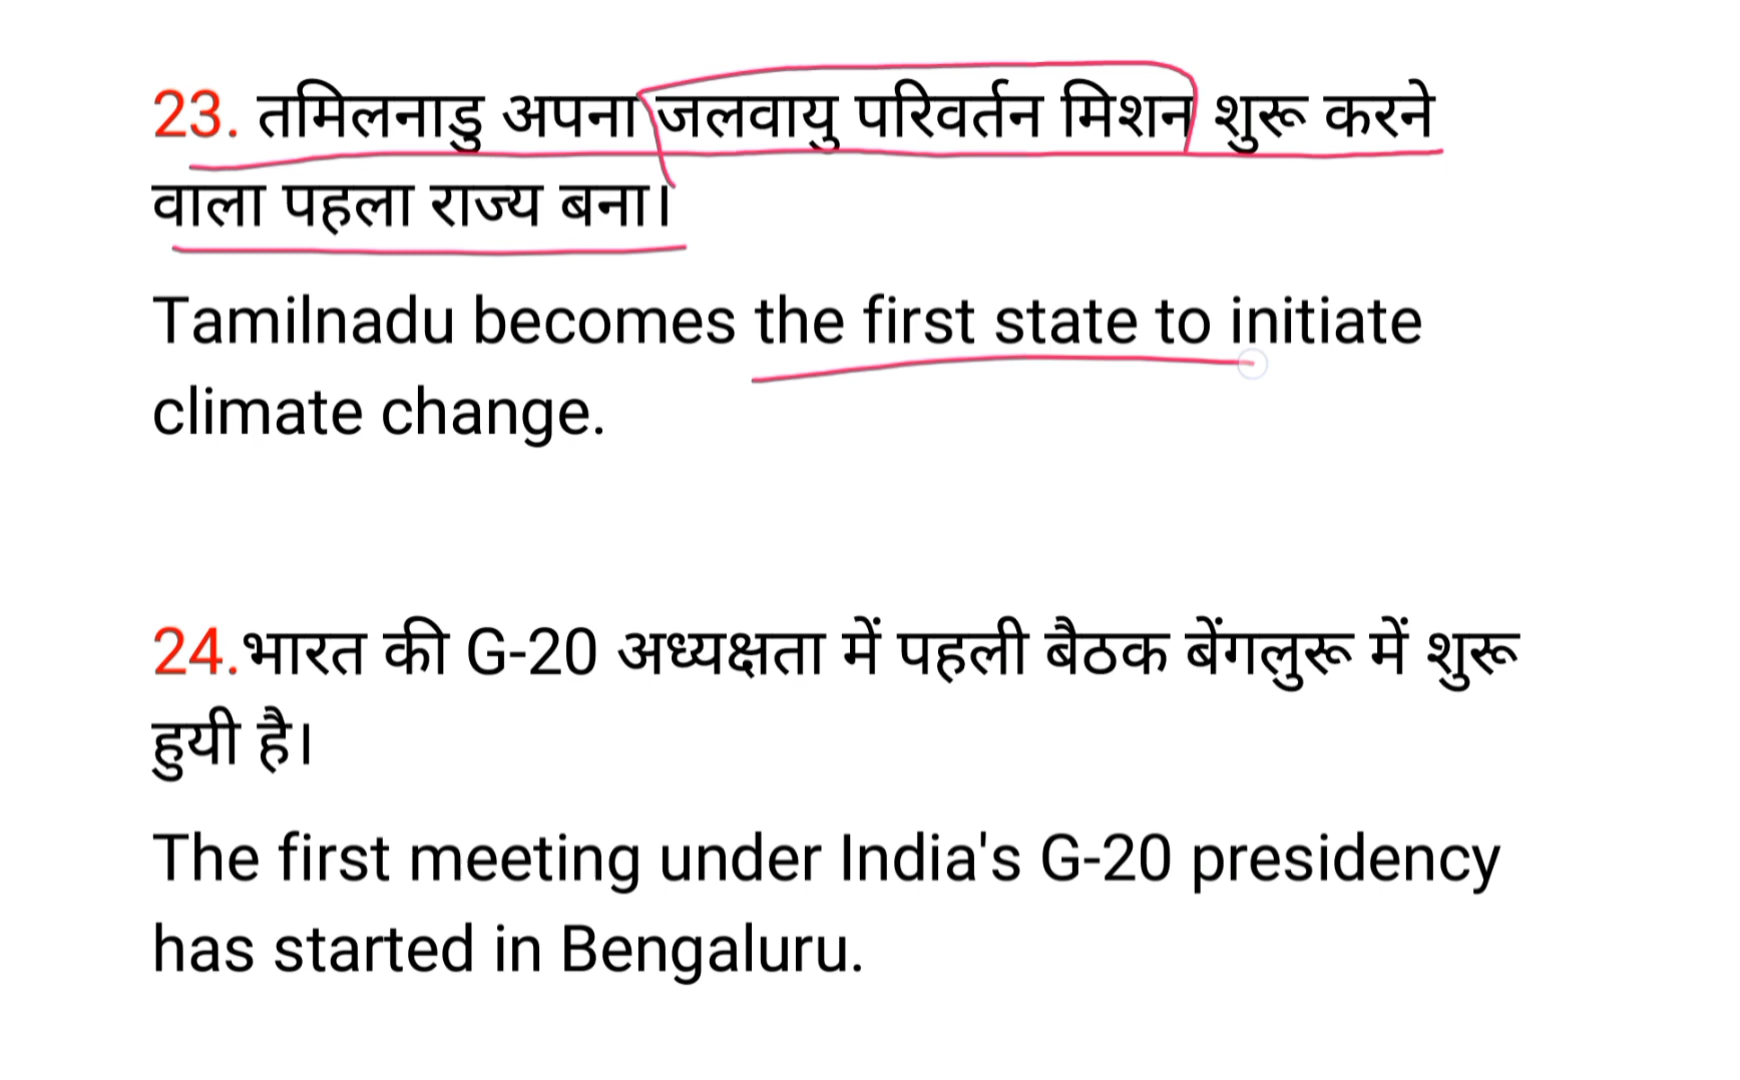 23. तमिलनाडु अपना जलवायु परिवर्तन मिशन शुरू करने
वाला पहला राज्य बना।
Tamilnadu becomes the first state to initiate
climate change.
24.भारत की G-20 अध्यक्षता में पहली बैठक बेंगलुरू में शुरू
हुयी है।
The first meeting under India's G-20 presidency
has started in Bengaluru.